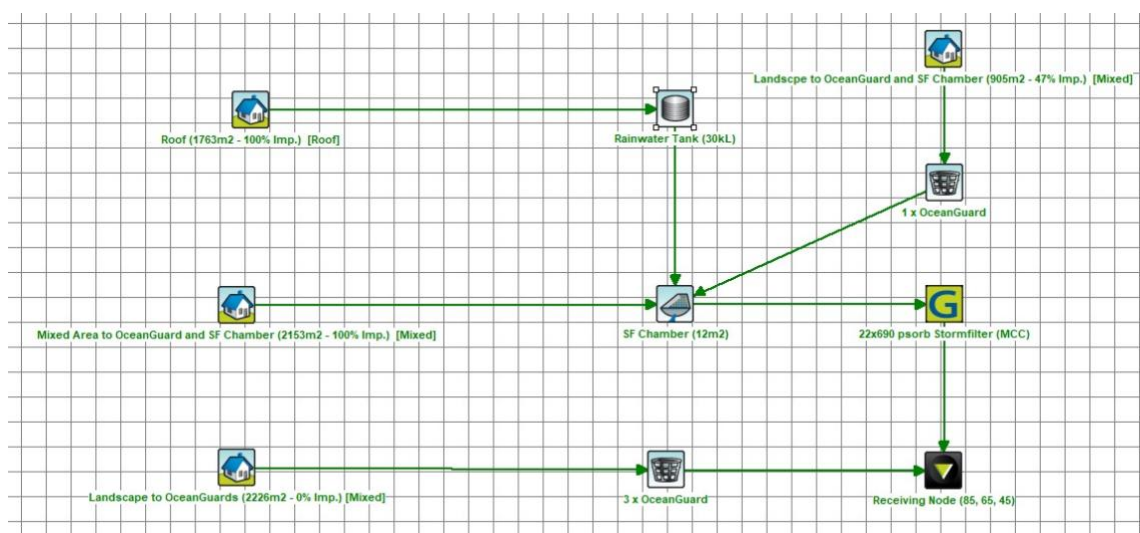 Landscpe to OceanGuard and SF Chamber (905m2 - 47% Imp.) [Mixed]
Roof (1763m2 - 100% Imp.) [Roof]
Rainwater Tank (30kL)
1 x OceanGuard
Mixed Area to OceanGuard and SF Chamber (2153m2 - 100% Imp.) [Mixed]
SF Chamber (12m2)
G
22x690 psorb Stormfilter (MCC)
Landscape to OceanGuards (2226m2 - 0% Imp.) [Mixed]
3 x OceanGuard
Receiving Node (85, 65, 45)